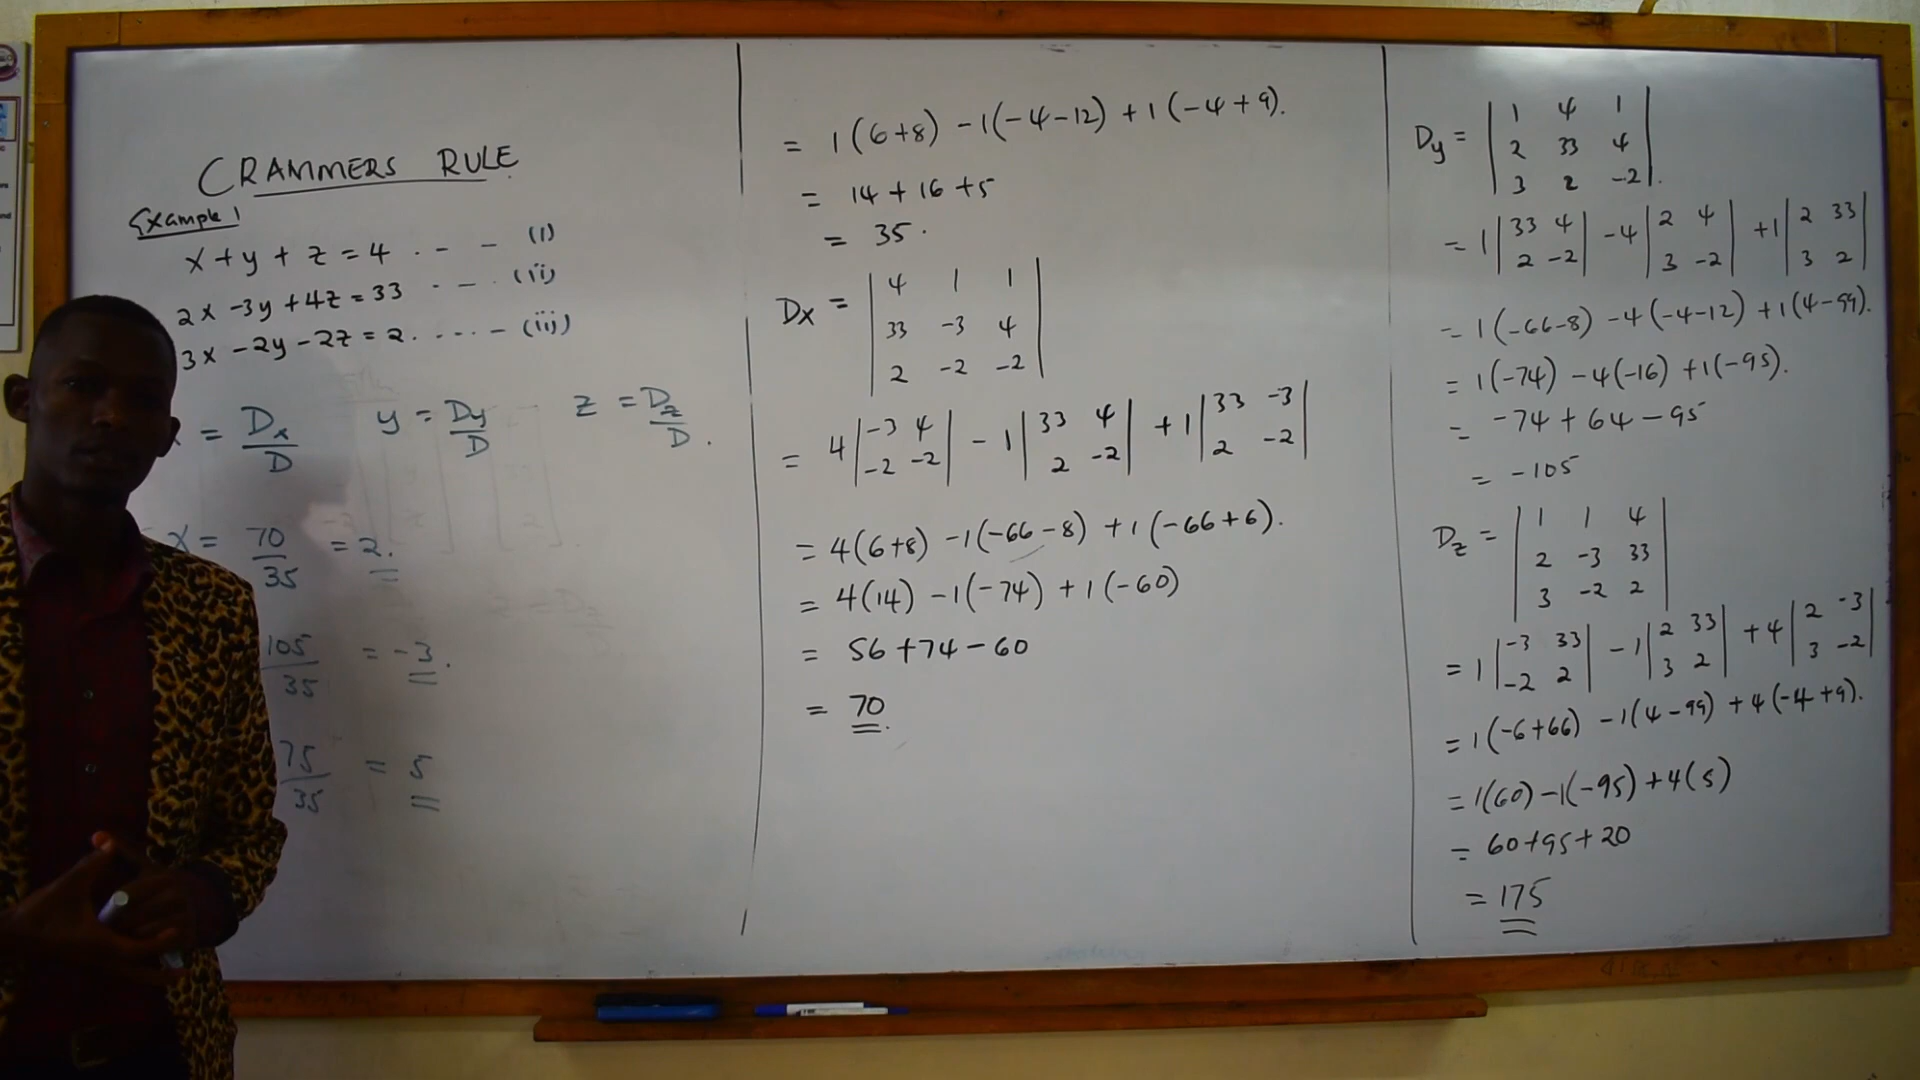 CRAMMERS RULE
Example 1
x + y + z = 4 . - - (i)
2x - 3y + 4z = 33 - - . (ii)
3x - 2y - 2z = 2 . . . . - (iii)
= Dx/D y = Dy/D z = Dz/D .
x = 70/35 = 2.
105/35 = -3.
75/35 = 5
= 1(6+8) - 1(-4-12) + 1(-4+9).
= 14 + 16 + 5
= 35.
Dx = | 4 1 1 |
| 33 -3 4 |
| 2 -2 -2 |
= 4 | -3 4 | - 1 | 33 4 | + 1 | 33 -3 |
| -2 -2 | | 2 -2 | | 2 -2 |
= 4(6+8) - 1(-66-8) + 1(-66+6).
= 4(14) - 1(-74) + 1(-60)
= 56 + 74 - 60
= 70.
Dy = | 1 4 1 |
| 2 33 4 |
| 3 2 -2 |.
= 1 | 33 4 | - 4 | 2 4 | + 1 | 2 33 |
| 2 -2 | | 3 -2 | | 3 2 |
= 1(-66-8) - 4(-4-12) + 1(4-99).
= 1(-74) - 4(-16) + 1(-95).
= -74 + 64 - 95
= -105
Dz = | 1 1 4 |
| 2 -3 33 |
| 3 -2 2 |
= 1 | -3 33 | - 1 | 2 33 | + 4 | 2 -3 |
| -2 2 | | 3 2 | | 3 -2 |
= 1(-6+66) - 1(4-99) + 4(-4+9).
= 1(60) - 1(-95) + 4(5)
= 60+95+20
= 175